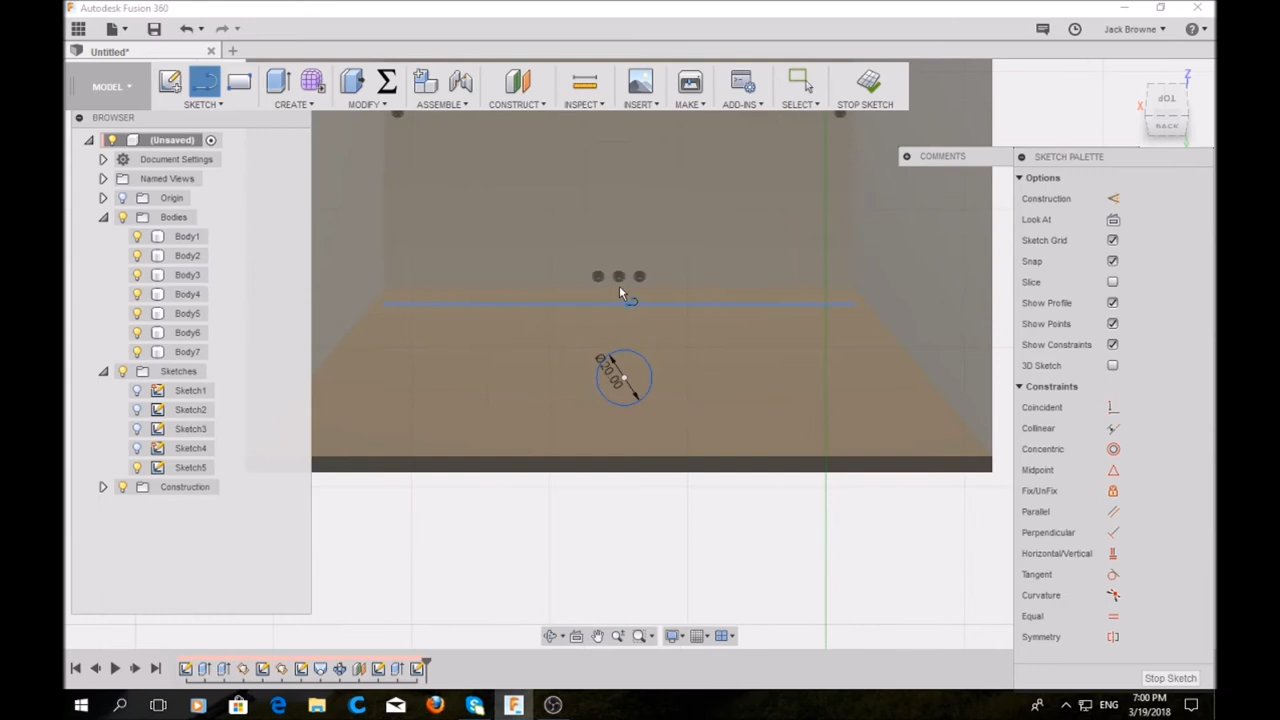 Autodesk Fusion 360
Jack Browne
Untitled*
MODEL
SKETCH
CREATE
MODIFY
ASSEMBLE
CONSTRUCT
INSPECT
INSERT
MAKE
ADD-INS
SELECT
STOP SKETCH
Z
TOP
X
BACK
BROWSER
(Unsaved)
Document Settings
Named Views
Origin
Bodies
Body1
Body2
Body3
Body4
Body5
Body6
Body7
Sketches
Sketch1
Sketch2
Sketch3
Sketch4
Sketch5
Construction
Ø20.00
COMMENTS
SKETCH PALETTE
Options
Construction
Look At
Sketch Grid
Snap
Slice
Show Profile
Show Points
Show Constraints
3D Sketch
Constraints
Coincident
Collinear
Concentric
Midpoint
Fix/UnFix
Parallel
Perpendicular
Horizontal/Vertical
Tangent
Curvature
Equal
Symmetry
Stop Sketch
ENG
7:00 PM
3/19/2018